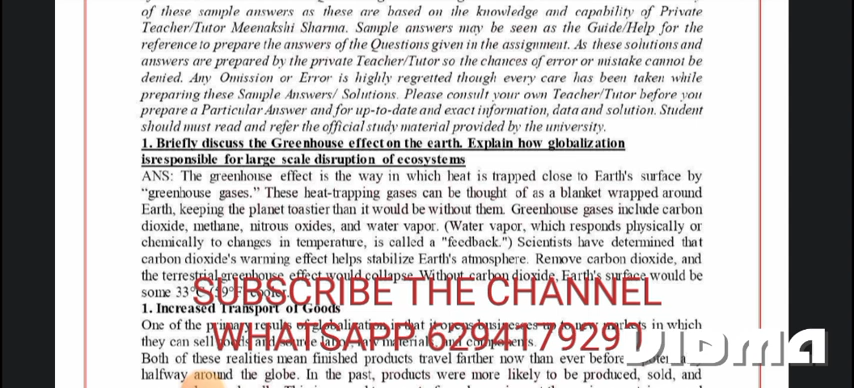 of these sample answers as these are based on the knowledge and capability of Private
Teacher/Tutor Meenakshi Sharma. Sample answers may be seen as the Guide/Help for the
reference to prepare the answers of the Questions given in the assignment. As these solutions and
answers are prepared by the private Teacher/Tutor so the chances of error or mistake cannot be
denied. Any Omission or Error is highly regretted though every care has been taken while
preparing these Sample Answers/ Solutions. Please consult your own Teacher/Tutor before you
prepare a Particular Answer and for up-to-date and exact information, data and solution. Student
should must read and refer the official study material provided by the university.
1. Briefly discuss the Greenhouse effect on the earth. Explain how globalization
isresponsible for large scale disruption of ecosystems
ANS: The greenhouse effect is the way in which heat is trapped close to Earth's surface by
“greenhouse gases.” These heat-trapping gases can be thought of as a blanket wrapped around
Earth, keeping the planet toastier than it would be without them. Greenhouse gases include carbon
dioxide, methane, nitrous oxides, and water vapor. (Water vapor, which responds physically or
chemically to changes in temperature, is called a "feedback.") Scientists have determined that
carbon dioxide's warming effect helps stabilize Earth's atmosphere. Remove carbon dioxide, and
the terrestrial greenhouse effect would collapse. Without carbon dioxide, Earth's surface would be
some 33°C (59°F) cooler.
SUBSCRIBE THE CHANNEL
1. Increased Transport of Goods
One of the primary results of globalization is that it opens businesses up to new markets in which
they can sell goods and source labor, raw materials and components.
WHATSAPP 6294179291
Both of these realities mean finished products travel farther now than ever before
VIDMA
halfway around the globe. In the past, products were more likely to be produced, sold, and